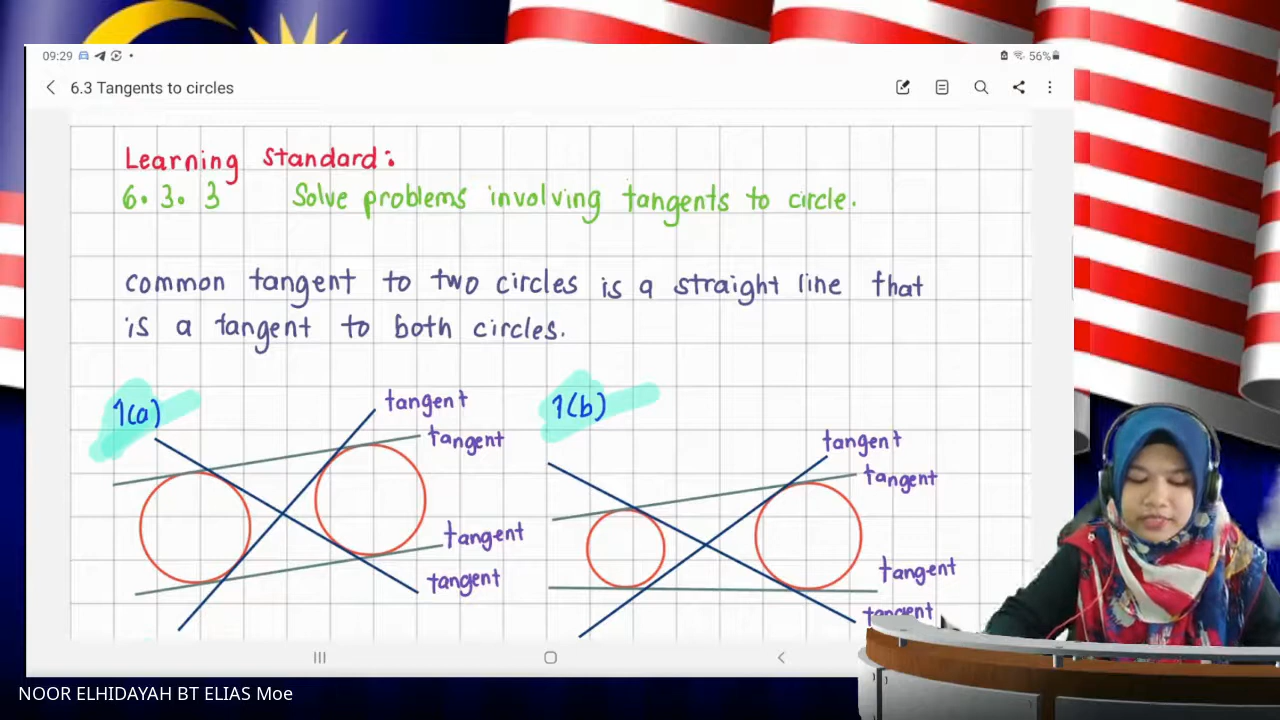 09:29
56%
6.3 Tangents to circles
Learning standard:
6.3.3 Solve problems involving tangents to circle.
common tangent to two circles is a straight line that
is a tangent to both circles.
1(a)
tangent
tangent
tangent
tangent
1(b)
tangent
tangent
tangent
tangent
NOOR ELHIDAYAH BT ELIAS Moe